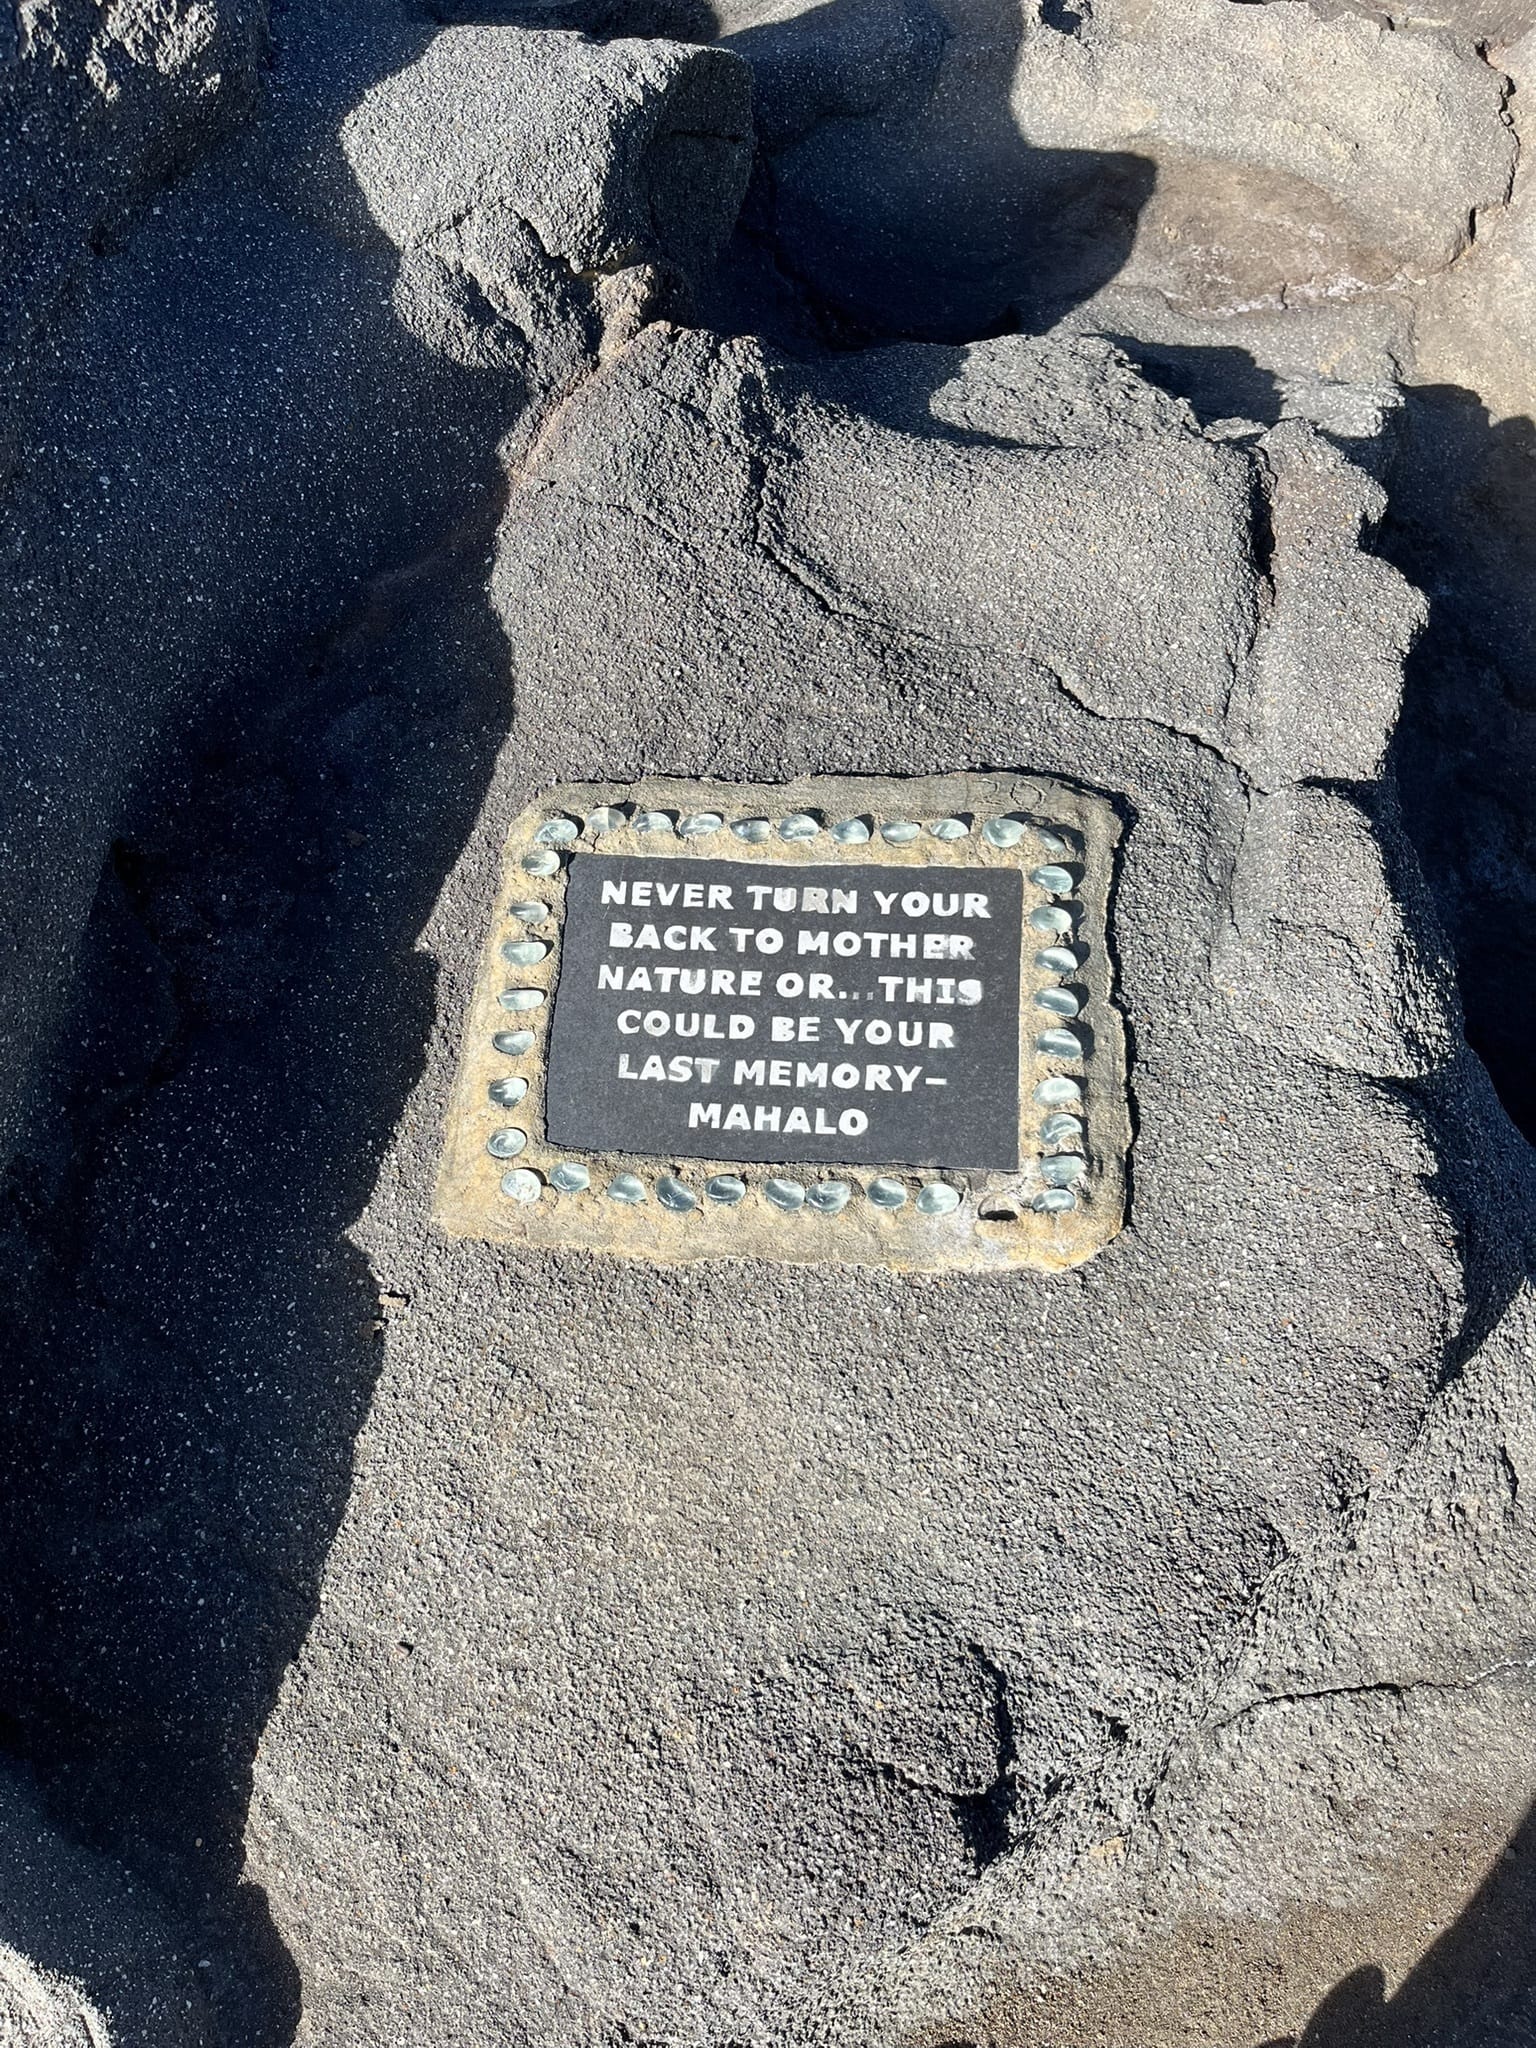 NEVER TURN YOUR
BACK TO MOTHER
NATURE OR...THIS
COULD BE YOUR
LAST MEMORY-
MAHALO